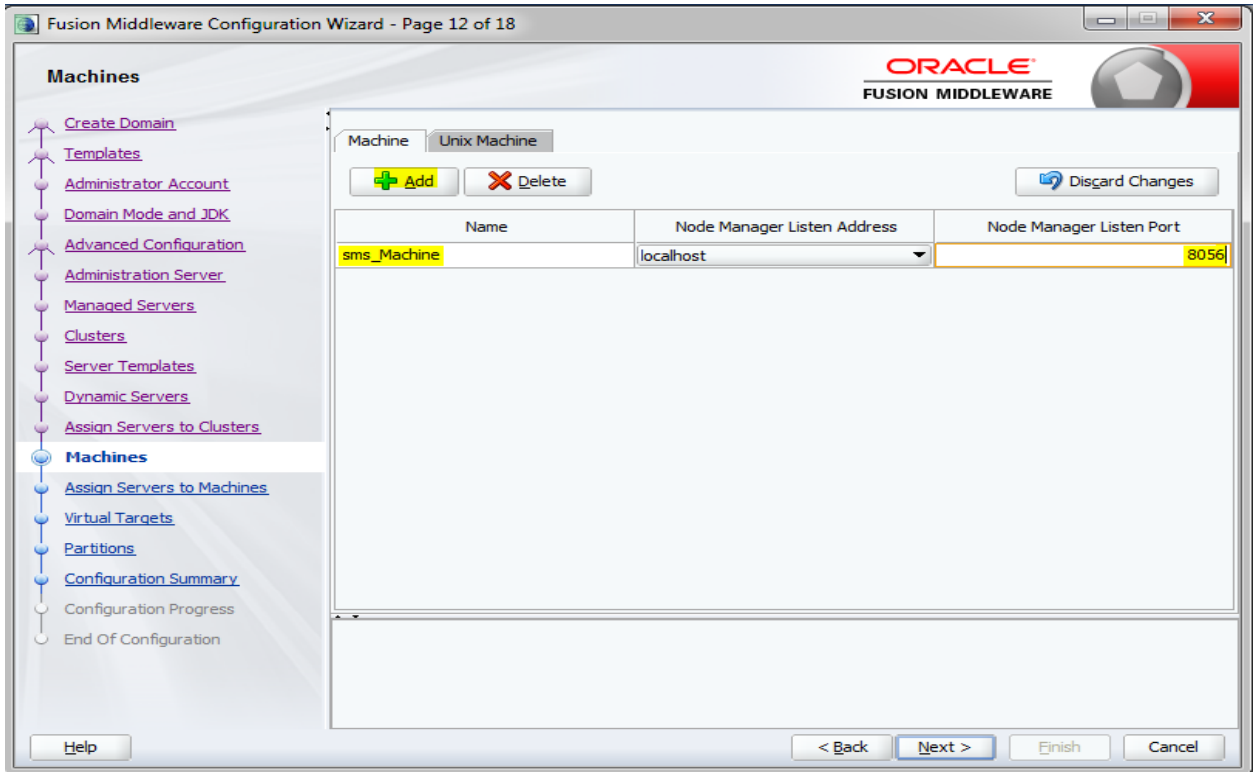 Fusion Middleware Configuration Wizard - Page 12 of 18
Machines
ORACLE
FUSION MIDDLEWARE
Create Domain
Templates
Administrator Account
Domain Mode and JDK
Advanced Configuration
Administration Server
Managed Servers
Clusters
Server Templates
Dynamic Servers
Assign Servers to Clusters
Machines
Assign Servers to Machines
Virtual Targets
Partitions
Configuration Summary
Configuration Progress
End Of Configuration
Machine Unix Machine
Add Delete Discard Changes
Name Node Manager Listen Address Node Manager Listen Port
sms_Machine localhost 8056
Help < Back Next > Finish Cancel